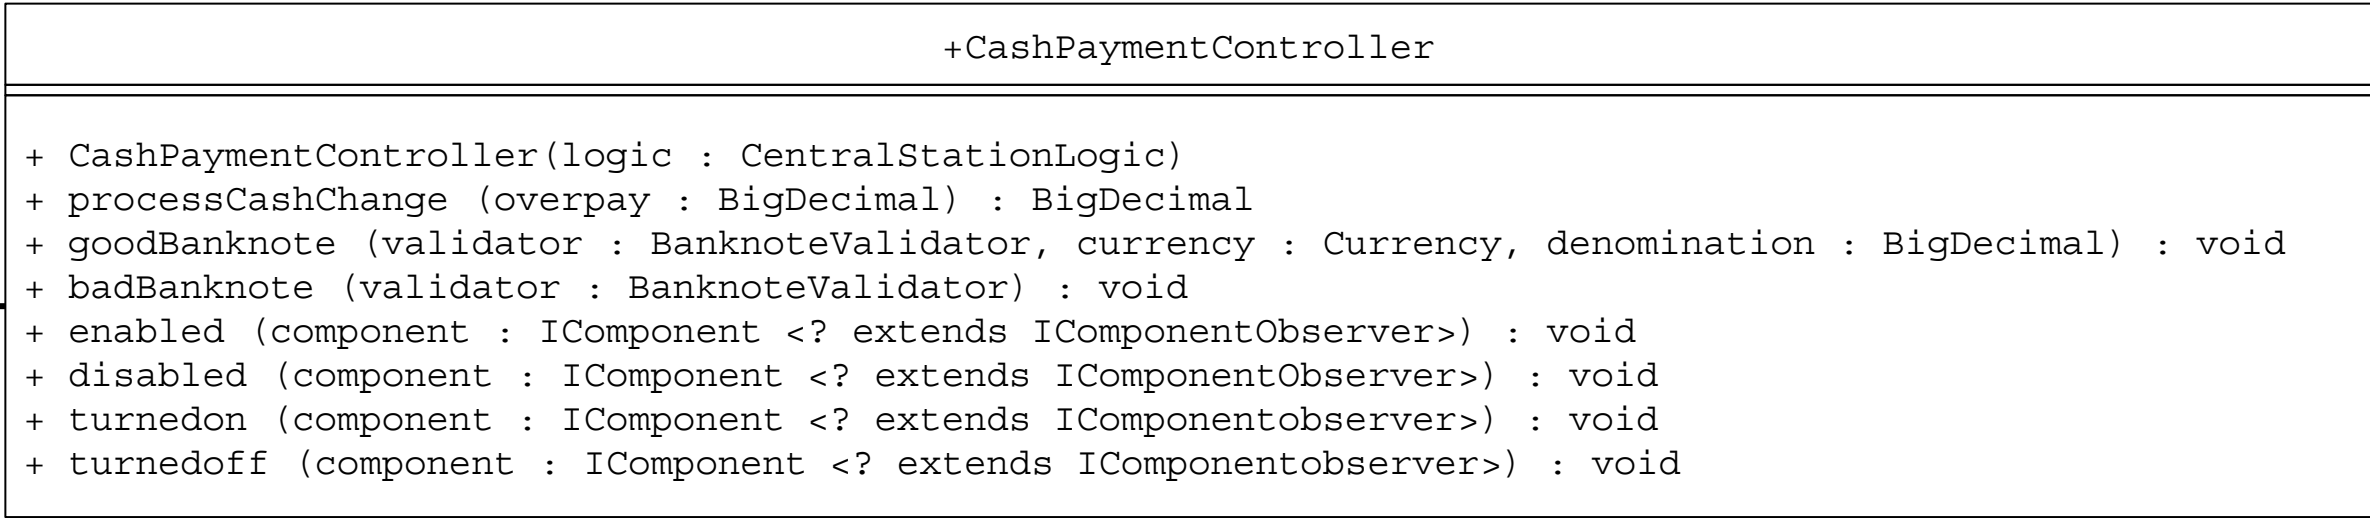 +CashPaymentController
+ CashPaymentController(logic : CentralStationLogic)
+ processCashChange (overpay : BigDecimal) : BigDecimal
+ goodBanknote (validator : BanknoteValidator, currency : Currency, denomination : BigDecimal) : void
+ badBanknote (validator : BanknoteValidator) : void
+ enabled (component : IComponent <? extends IComponentObserver>) : void
+ disabled (component : IComponent <? extends IComponentObserver>) : void
+ turnedon (component : IComponent <? extends IComponentobserver>) : void
+ turnedoff (component : IComponent <? extends IComponentobserver>) : void